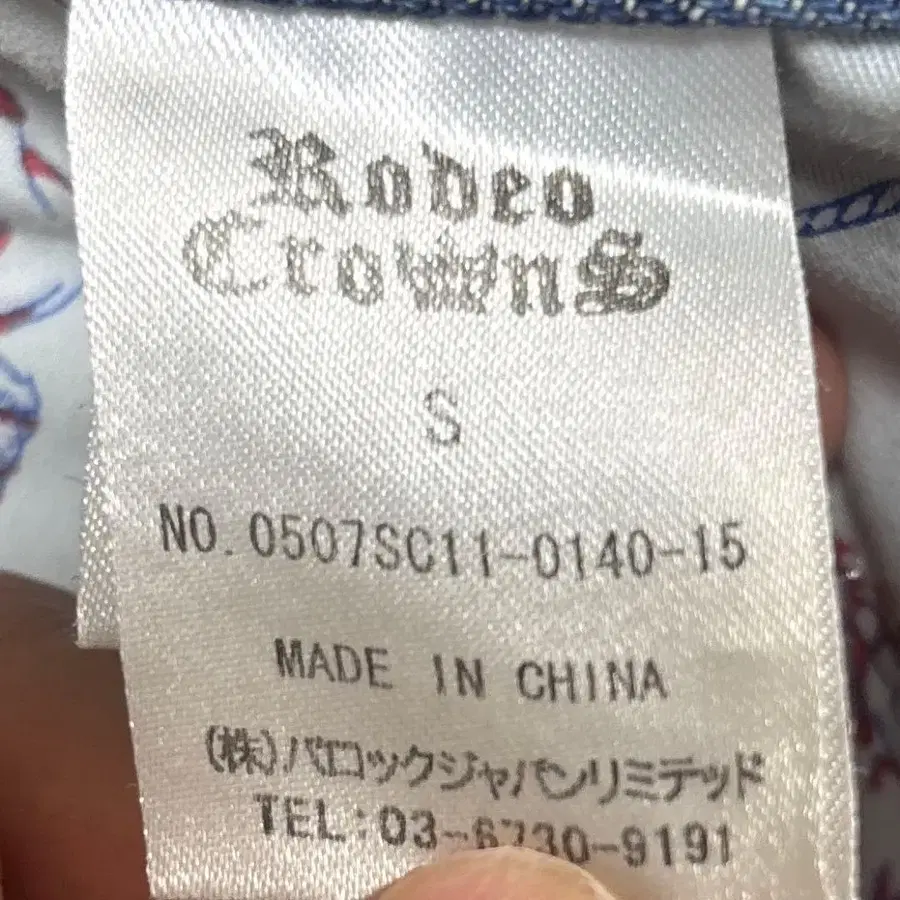 Rodeo
Crowns
S
NO. 0507SC11-0140-15
MADE IN CHINA
(株)バロックジャパンリミテッド
TEL:03-6730-9191